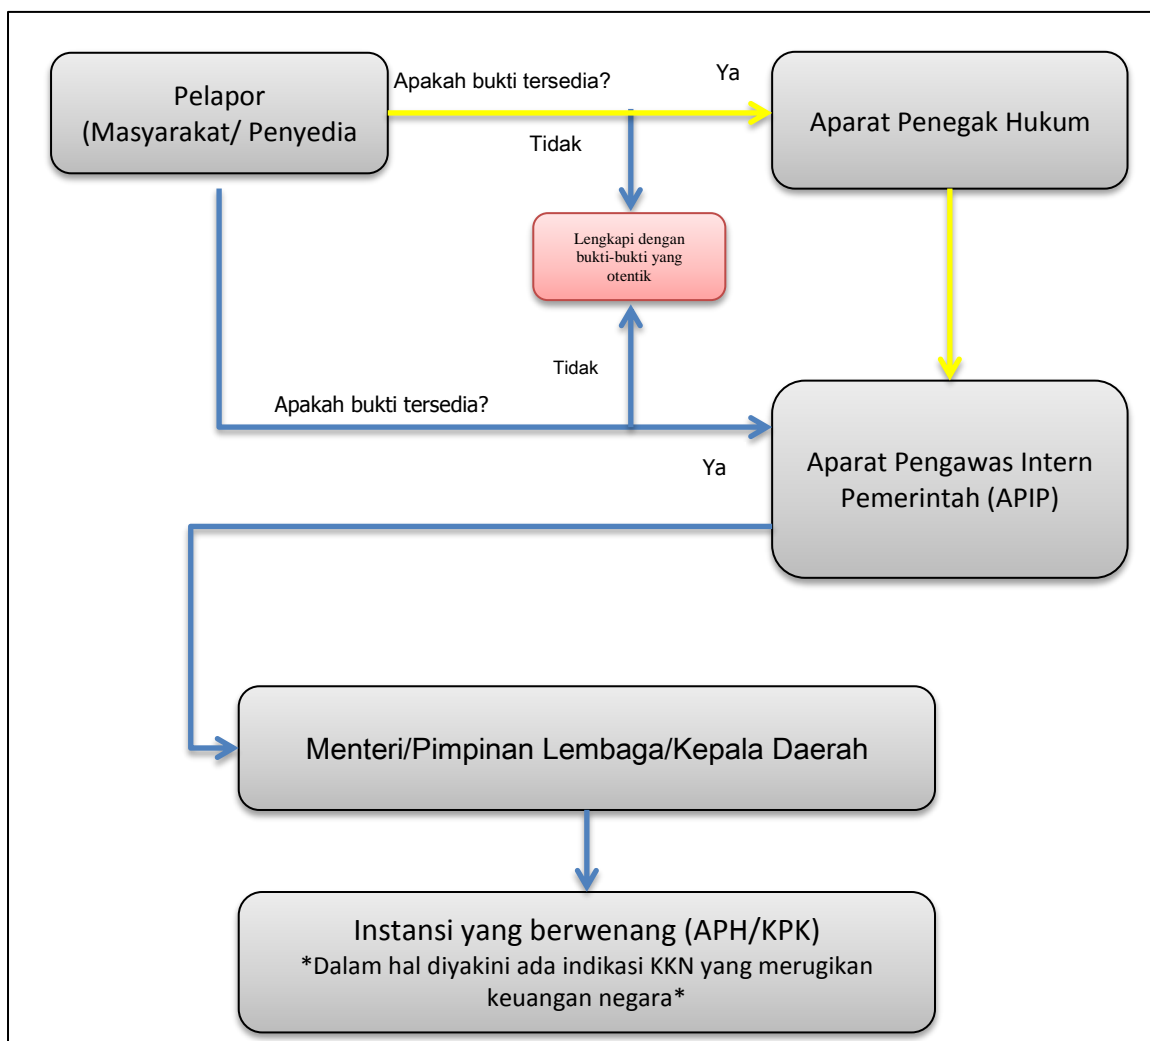 Pelapor
(Masyarakat/ Penyedia
Apakah bukti tersedia?
Ya
Aparat Penegak Hukum
Tidak
Lengkapi dengan
bukti-bukti yang
otentik
Tidak
Apakah bukti tersedia?
Ya
Aparat Pengawas Intern
Pemerintah (APIP)
Menteri/Pimpinan Lembaga/Kepala Daerah
Instansi yang berwenang (APH/KPK)
*Dalam hal diyakini ada indikasi KKN yang merugikan
keuangan negara*